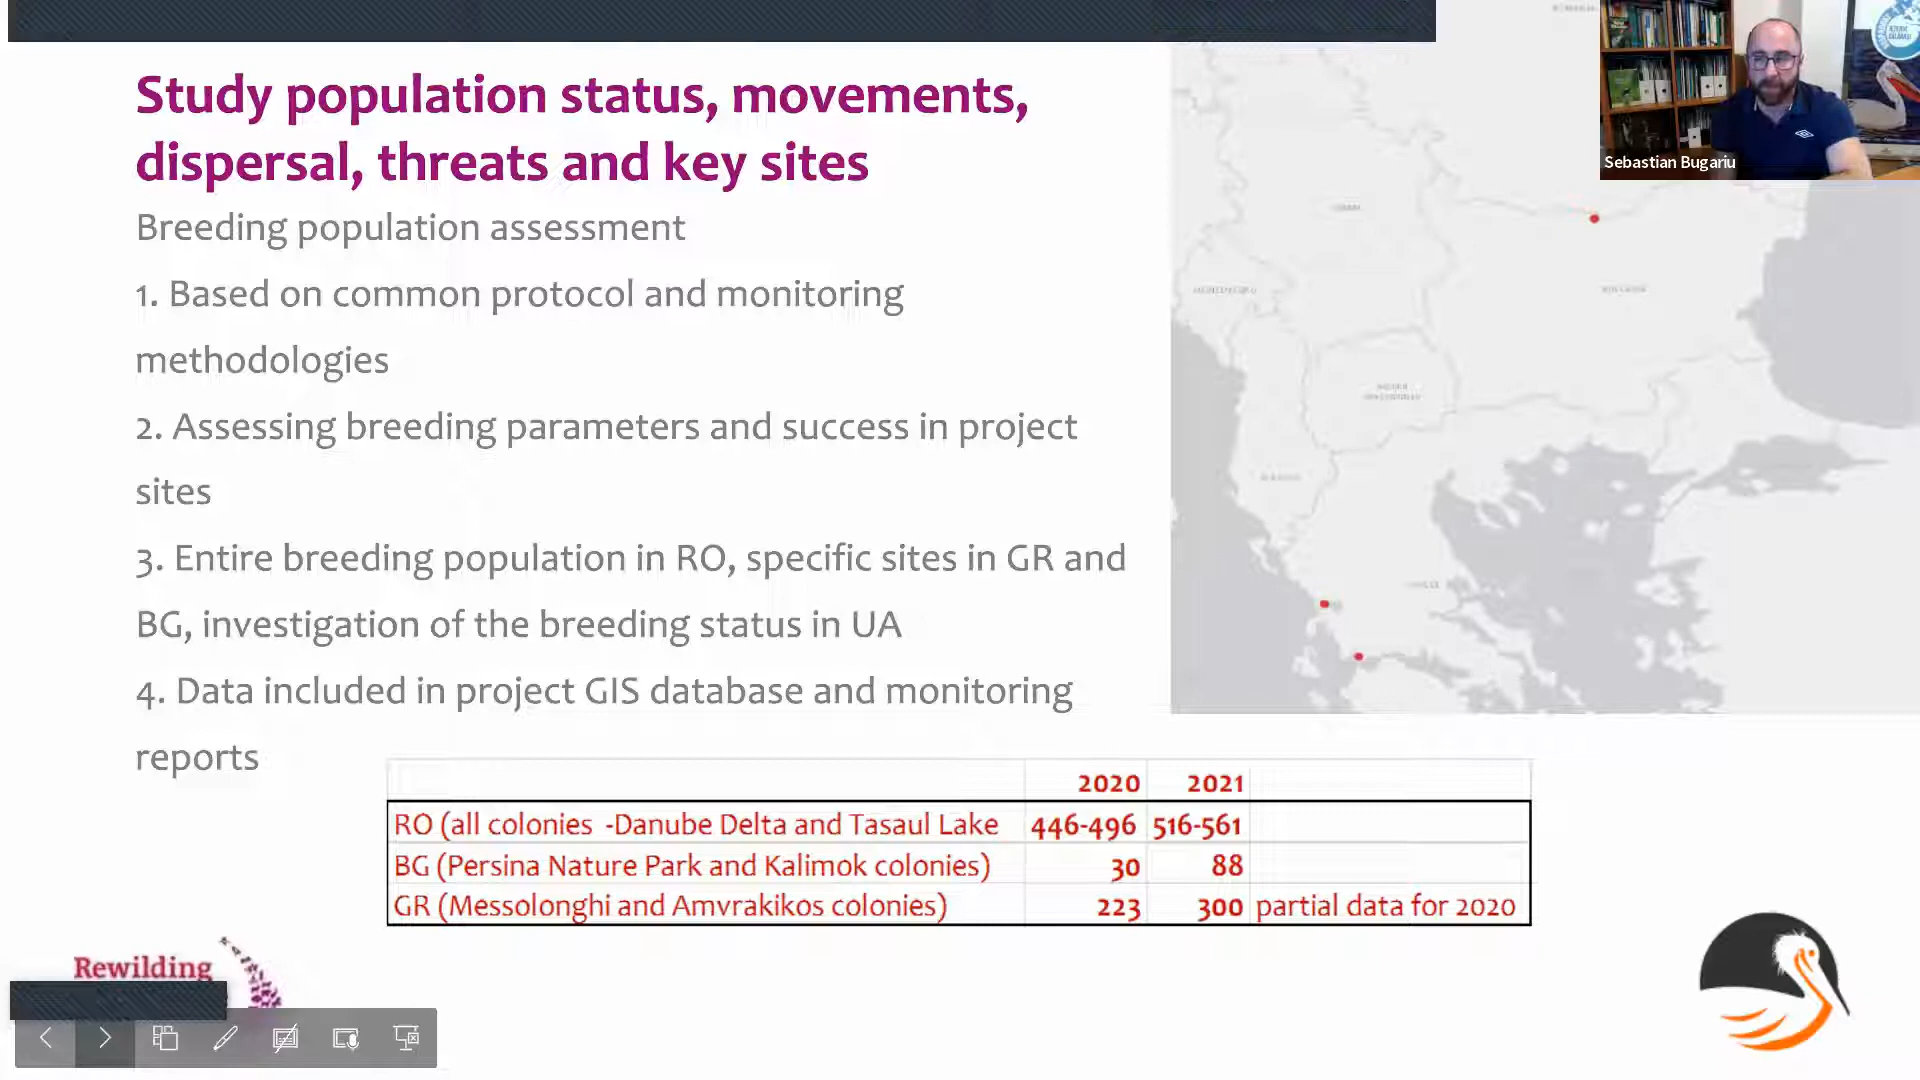 Study population status, movements,
dispersal, threats and key sites
Breeding population assessment
1. Based on common protocol and monitoring
methodologies
2. Assessing breeding parameters and success in project
sites
3. Entire breeding population in RO, specific sites in GR and
BG, investigation of the breeding status in UA
4. Data included in project GIS database and monitoring
reports
Sebastian Bugariu
2020 2021
RO (all colonies -Danube Delta and Tasaul Lake 446-496 516-561
BG (Persina Nature Park and Kalimok colonies) 30 88
GR (Messolonghi and Amvrakikos colonies) 223 300 partial data for 2020
Rewilding